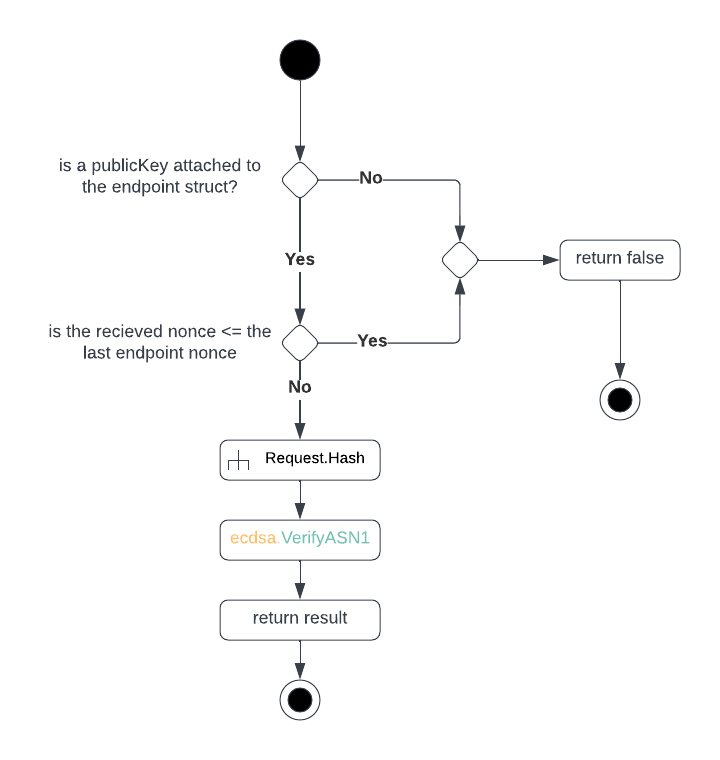 is a publicKey attached to
the endpoint struct?
No
Yes
return false
is the recieved nonce <= the
last endpoint nonce
Yes
No
Request.Hash
ecdsa.VerifyASN1
return result